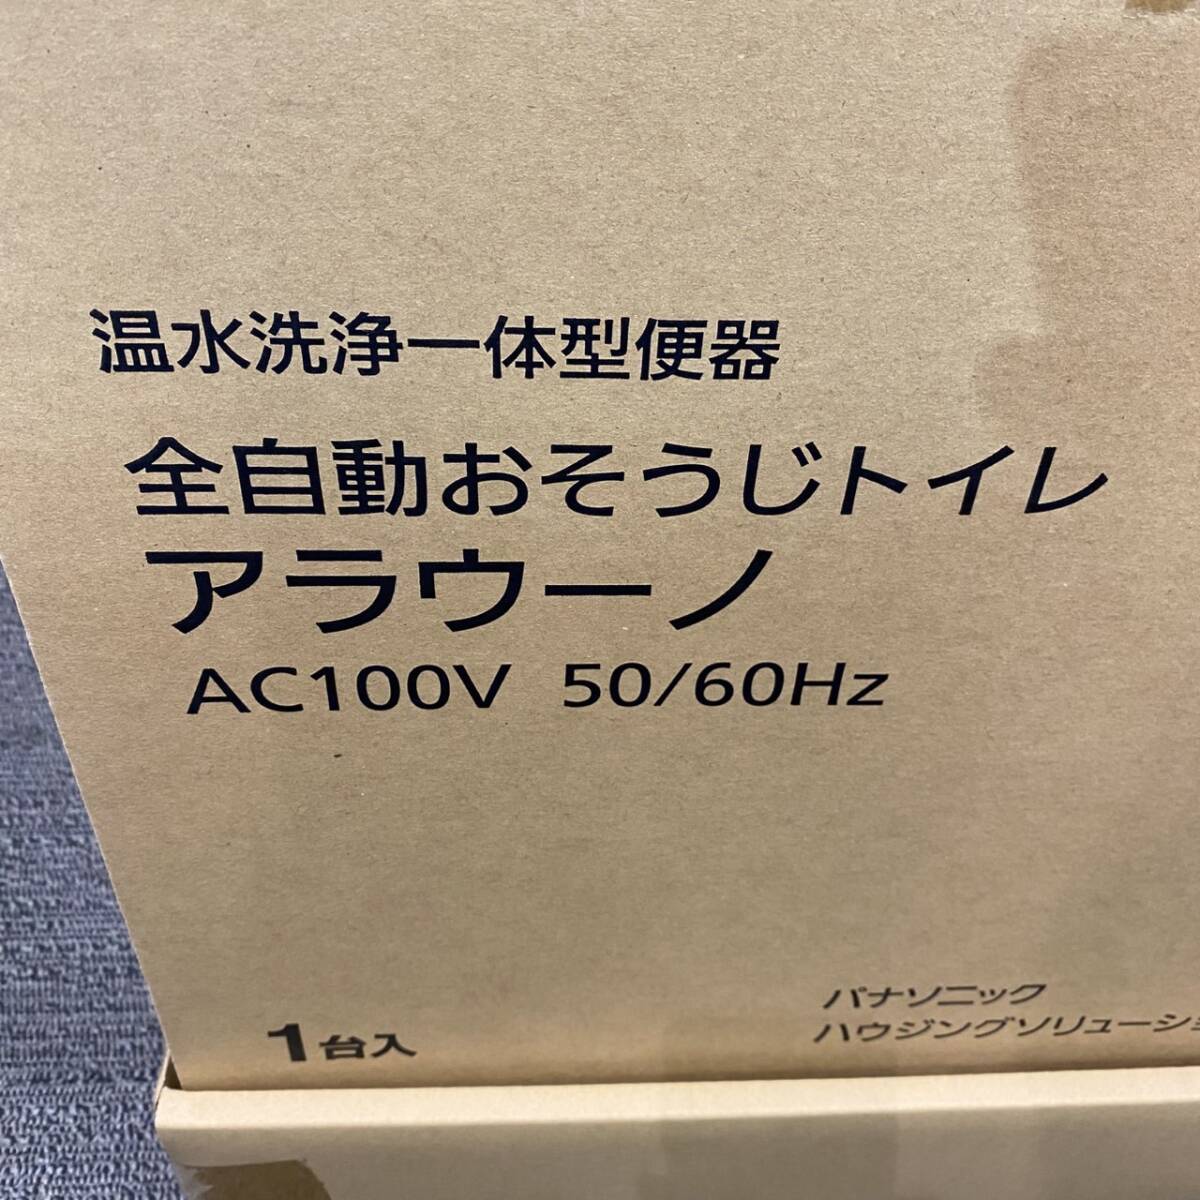 温水洗浄一体型便器
全自動おそうじトイレ
アラウーノ
AC100V 50/60Hz
パナソニック
ハウジングソリューショ
1台入